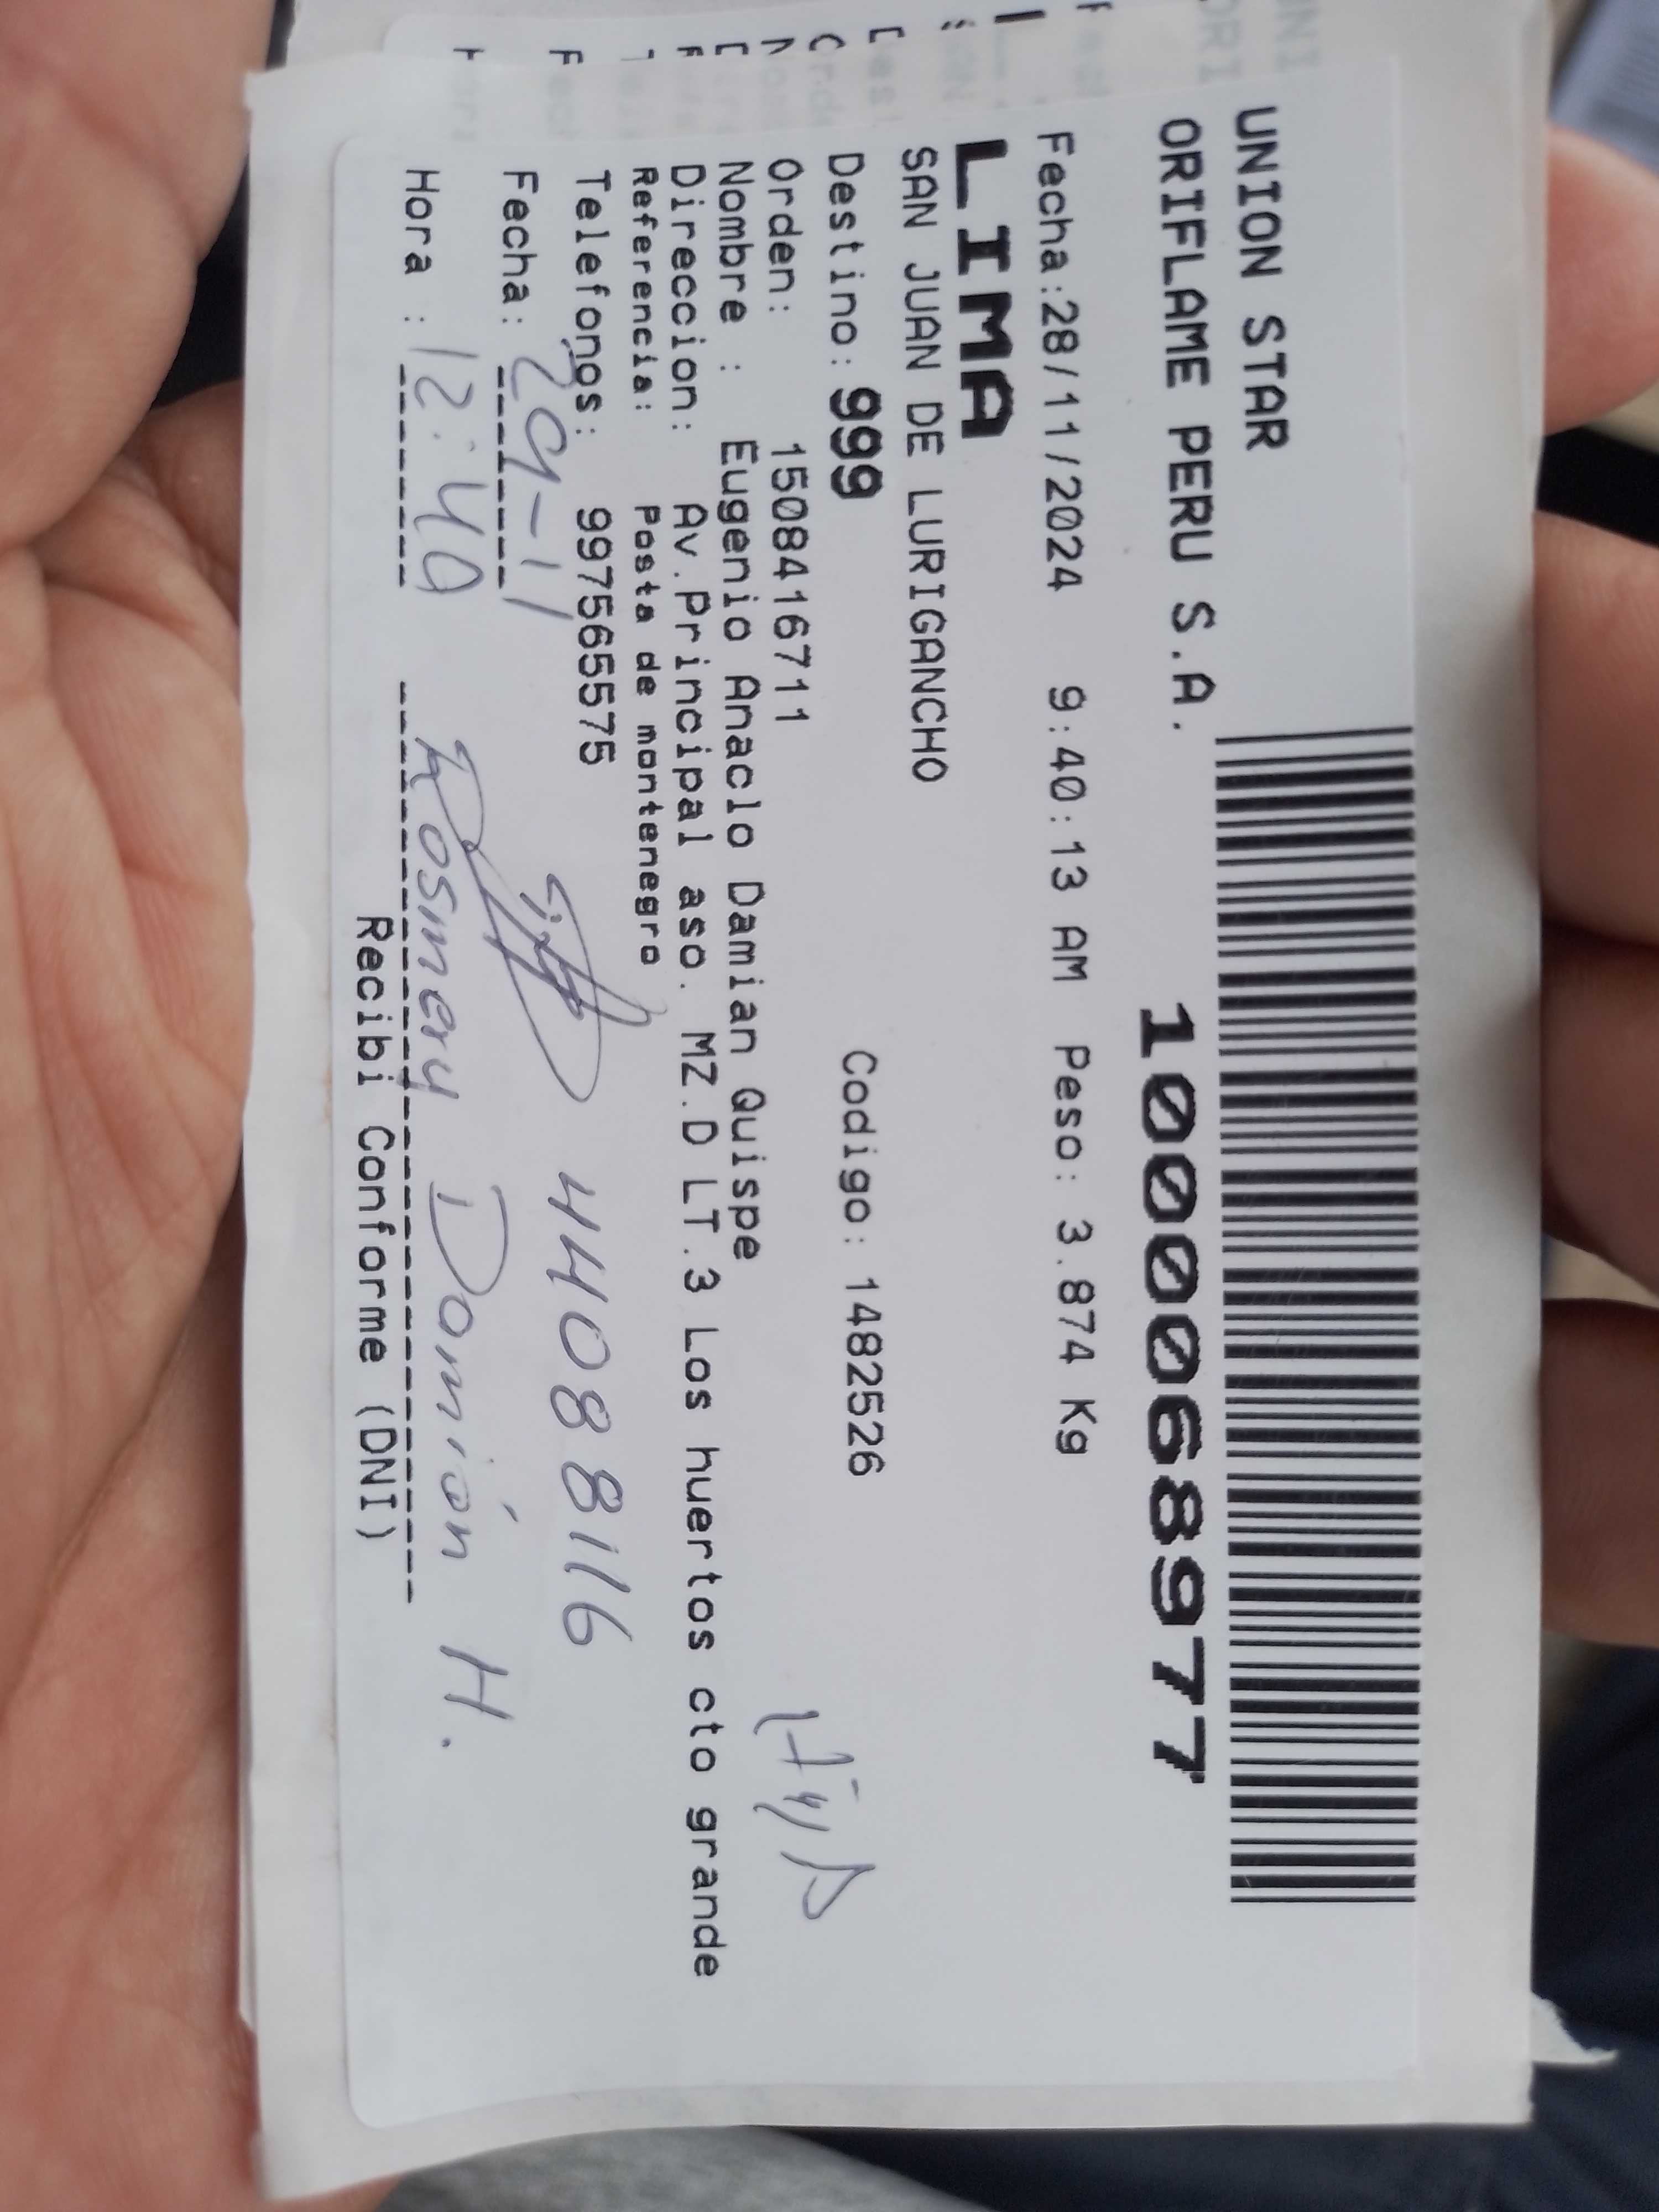 UNION STAR
ORIFLAME PERU S.A.
1000068977
Fecha:28/11/2024 9:40:13 AM Peso: 3.874 Kg
LIMA
SAN JUAN DE LURIGANCHO
Destino: 999 Codigo: 1482526
Orden: 1508416711
Nombre : Eugenio Anaclo Damian Quispe
Direccion: Av.Principal aso. MZ.D LT.3 Los huertos cto grande
Referencia: Posta de montenegro
Telefonos: 997565575
44088116
Fecha: 29-11
Hora : 12:40 Rosmery Damián H.
Recibi Conforme (DNI)